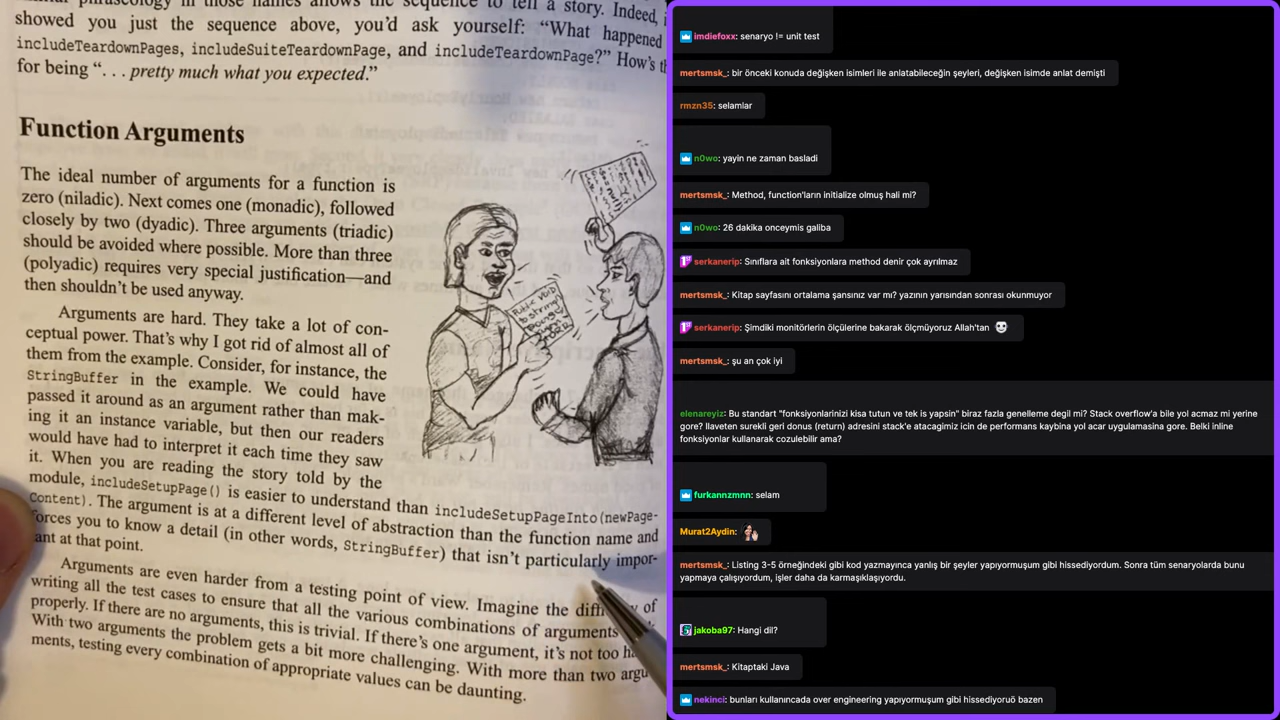 phraseology in those names allows the sequence to tell a story. Indeed,
showed you just the sequence above, you'd ask yourself: "What happened
includeTeardownPages, includeSuiteTeardownPage, and includeTeardownPage?" How's
for being ". . . pretty much what you expected."
Function Arguments
The ideal number of arguments for a function is
zero (niladic). Next comes one (monadic), followed
closely by two (dyadic). Three arguments (triadic)
should be avoided where possible. More than three
(polyadic) requires very special justification—and
then shouldn't be used anyway.
Arguments are hard. They take a lot of con-
ceptual power. That's why I got rid of almost all of
them from the example. Consider, for instance, the
StringBuffer in the example. We could have
passed it around as an argument rather than mak-
ing it an instance variable, but then our readers
would have had to interpret it each time they saw
it. When you are reading the story told by the
module, includeSetupPage() is easier to understand than includeSetupPageInto(newPage-
Content). The argument is at a different level of abstraction than the function name and
forces you to know a detail (in other words, StringBuffer) that isn't particularly impor-
ant at that point.
Arguments are even harder from a testing point of view. Imagine the of
writing all the test cases to ensure that all the various combinations of arguments
properly. If there are no arguments, this is trivial. If there's one argument, it's not too
With two arguments the problem gets a bit more challenging. With more than two argu-
ments, testing every combination of appropriate values can be daunting.
Public void
imdiefoxx: senaryo != unit test
mertsmsk_: bir önceki konuda değişken isimleri ile anlatabileceğin şeyleri, değişken isimde anlat demişti
rmzn35: selamlar
n0wo: yayin ne zaman basladi
mertsmsk_: Method, function'ların initialize olmuş hali mi?
n0wo: 26 dakika onceymis galiba
serkanerip: Sınıflara ait fonksiyonlara method denir çok ayrılmaz
mertsmsk_: Kitap sayfasını ortalama şansınız var mı? yazının yarısından sonrası okunmuyor
serkanerip: Şimdiki monitörlerin ölçülerine bakarak ölçmüyoruz Allah'tan
mertsmsk_: şu an çok iyi
elenareyiz: Bu standart "fonksiyonlarinizi kisa tutun ve tek is yapsin" biraz fazla genelleme degil mi? Stack overflow'a bile yol acmaz mi yerine
gore? Ilaveten surekli geri donus (return) adresini stack'e atacagimiz icin de performans kaybina yol acar uygulamasina gore. Belki inline
fonksiyonlar kullanarak cozulebilir ama?
furkannzmnn: selam
Murat2Aydin:
mertsmsk_: Listing 3-5 örneğindeki gibi kod yazmayınca yanlış bir şeyler yapıyormuşum gibi hissediyordum. Sonra tüm senaryolarda bunu
yapmaya çalışıyordum, işler daha da karmaşıklaşıyordu.
jakoba97: Hangi dil?
mertsmsk_: Kitaptaki Java
nekinci: bunları kullanıncada over engineering yapıyormuşum gibi hissediyoruö bazen